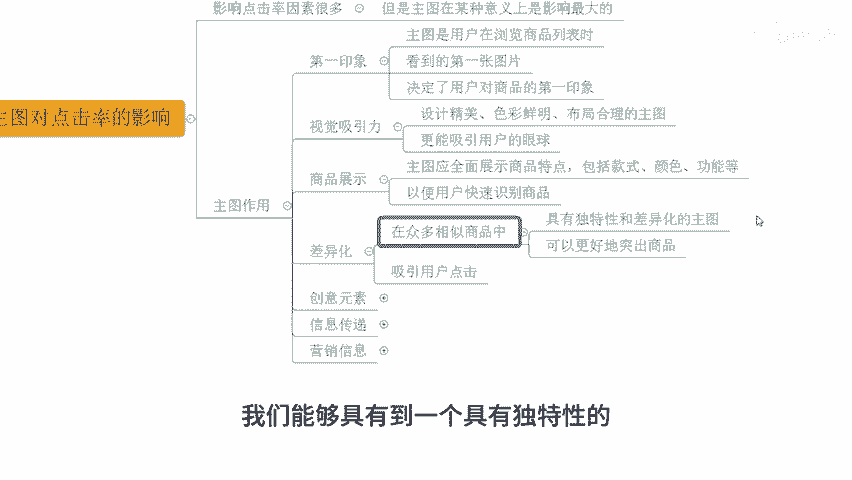 影响点击率因素很多 但是主图在某种意义上是影响最大的
主图是用户在浏览商品列表时
第一印象 看到的第一张图片
决定了用户对商品的第一印象
主图对点击率的影响
设计精美、色彩鲜明、布局合理的主图
视觉吸引力
更能吸引用户的眼球
主图应全面展示商品特点，包括款式、颜色、功能等
商品展示
以便用户快速识别商品
主图作用
具有独特性和差异化的主图
在众多相似商品中
可以更好地突出商品
差异化
吸引用户点击
创意元素
信息传递
营销信息
我们能够具有到一个具有独特性的